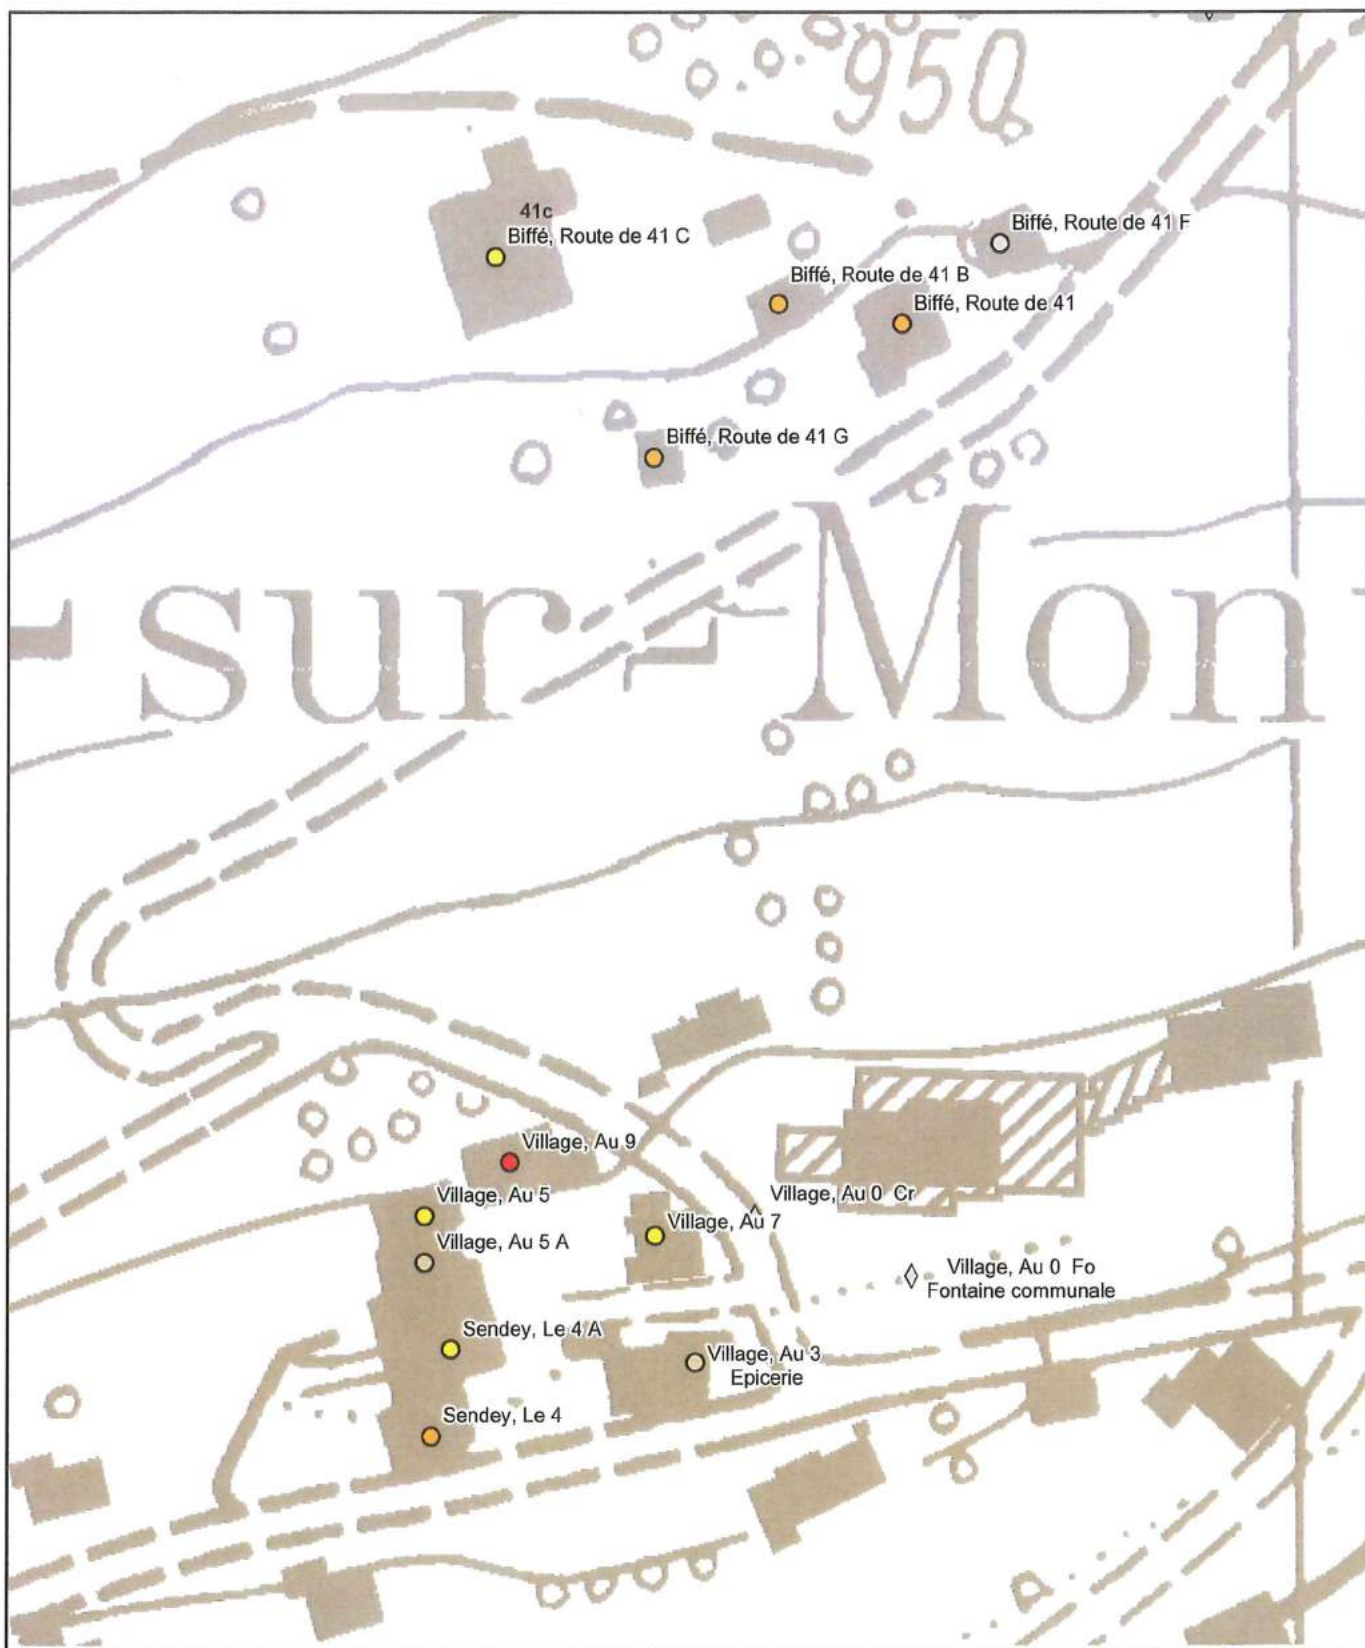 950
41c
Biffé, Route de 41 C
Biffé, Route de 41 F
Biffé, Route de 41 B
Biffé, Route de 41
Biffé, Route de 41 G
-sur-Mon
Village, Au 9
Village, Au 5
Village, Au 0 Cr
Village, Au 7
Village, Au 5 A
Village, Au 0 Fo
Fontaine communale
Sendey, Le 4 A
Village, Au 3
Epicerie
Sendey, Le 4